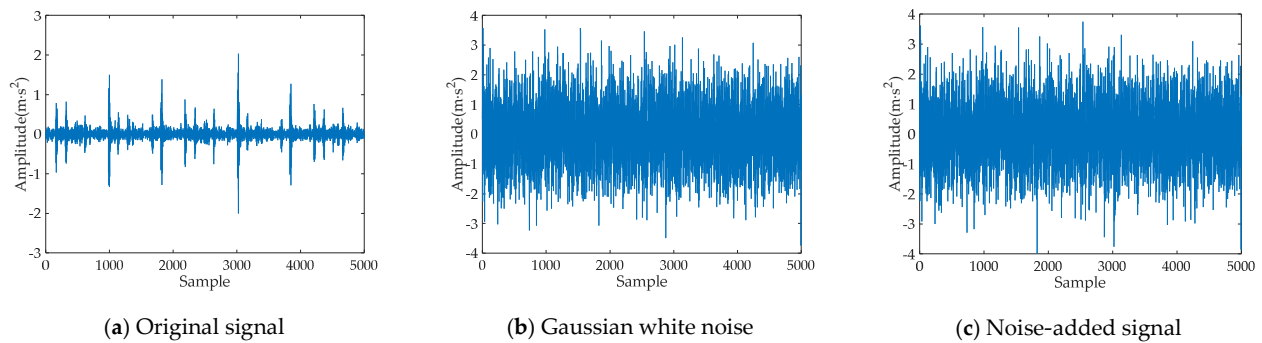 3
2
1
0
-1
-2
-3
Amplitude(m·s²)
0 1000 2000 3000 4000 5000
Sample
(a) Original signal
4
3
2
1
0
-1
-2
-3
-4
Amplitude(m·s²)
0 1000 2000 3000 4000 5000
Sample
(b) Gaussian white noise
4
3
2
1
0
-1
-2
-3
-4
Amplitude(m·s²)
0 1000 2000 3000 4000 5000
Sample
(c) Noise-added signal